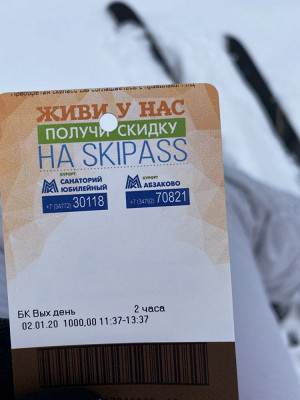 ЖИВИ У НАС
ПОЛУЧИ СКИДКУ
НА SKIPASS
КУРОРТ
САНАТОРИЙ
ЮБИЛЕЙНЫЙ
+7 (34772) 30118
КУРОРТ
АБЗАКОВО
+7 (34792) 70821
БК Вых день 2 часа
02.01.20 1000,00 11:37-13:37